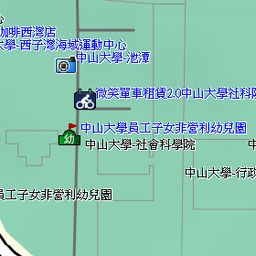 心
咖啡西灣店
大學-西子灣海域運動中心
中山大學-池潭
微笑單車租賃2.0中山大學社科院
中山大學員工子女非營利幼兒園
幼
中山大學-社會科學院
中山大學-行政
員工子女非營利幼兒園